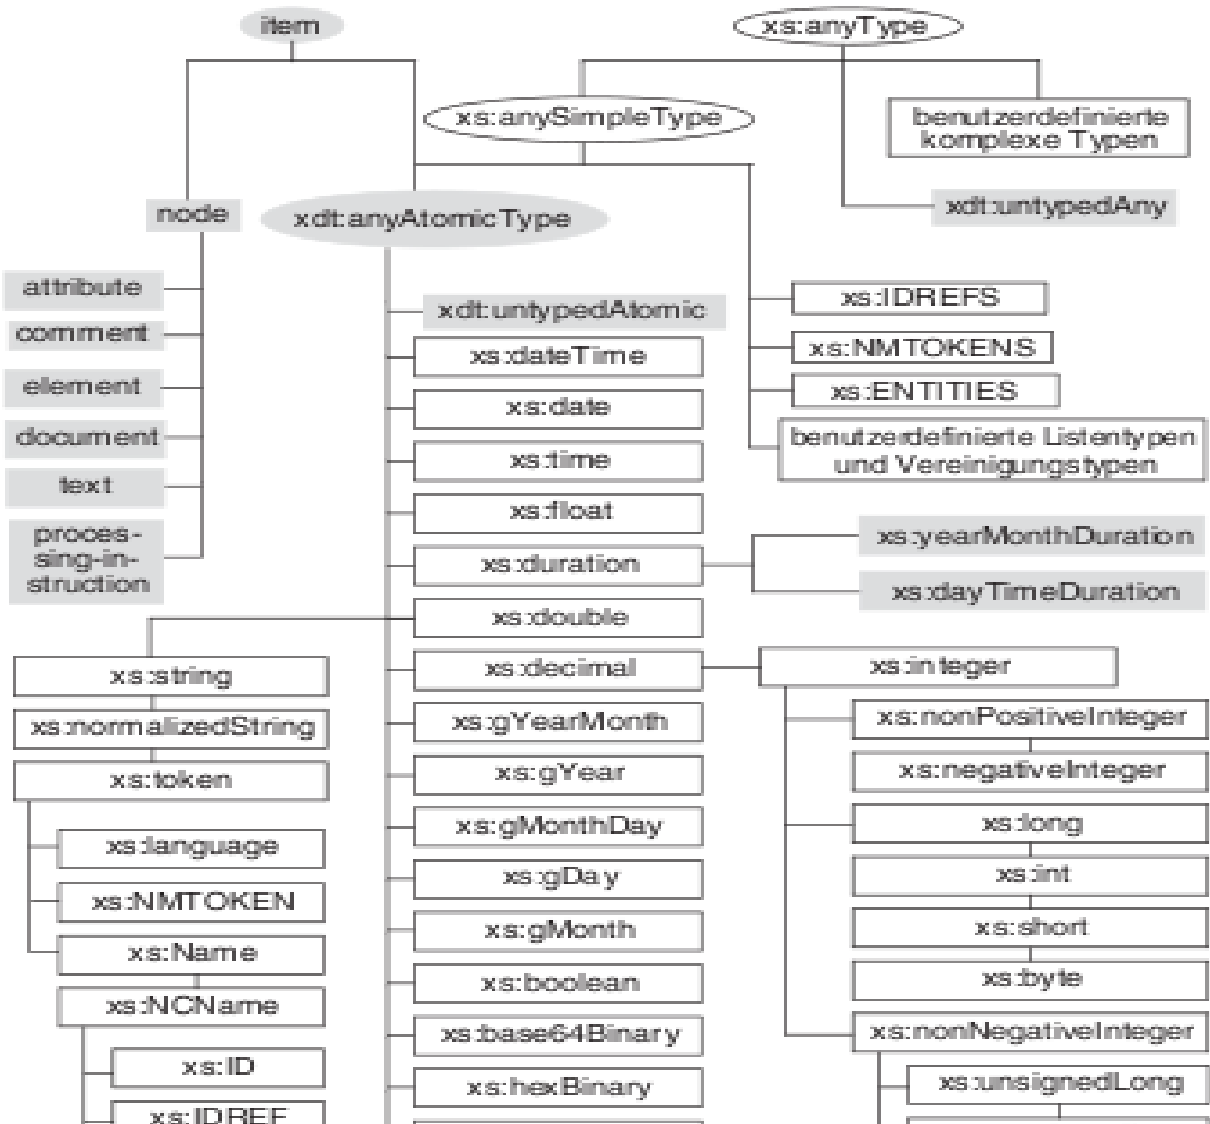 item
xs:anyType
xs:anySimpleType
benutzerdefinierte
komplexe Typen
node
xdt:anyAtomicType
xdt:untypedAny
attribute
comment
element
document
text
proces-
sing-in-
struction
xdt:untypedAtomic
xs:dateTime
xs:date
xs:time
xs:float
xs:duration
xs:double
xs:decimal
xs:gYearMonth
xs:gYear
xs:gMonthDay
xs:gDay
xs:gMonth
xs:boolean
xs:base64Binary
xs:hexBinary
xs:IDREFS
xs:NMTOKENS
xs:ENTITIES
benutzerdefinierte Listentypen
und Vereinigungstypen
xs:yearMonthDuration
xs:dayTimeDuration
xs:string
xs:normalizedString
xs:token
xs:language
xs:NMTOKEN
xs:Name
xs:NCName
xs:ID
xs:IDREF
xs:integer
xs:nonPositiveInteger
xs:negativeInteger
xs:long
xs:int
xs:short
xs:byte
xs:nonNegativeInteger
xs:unsignedLong